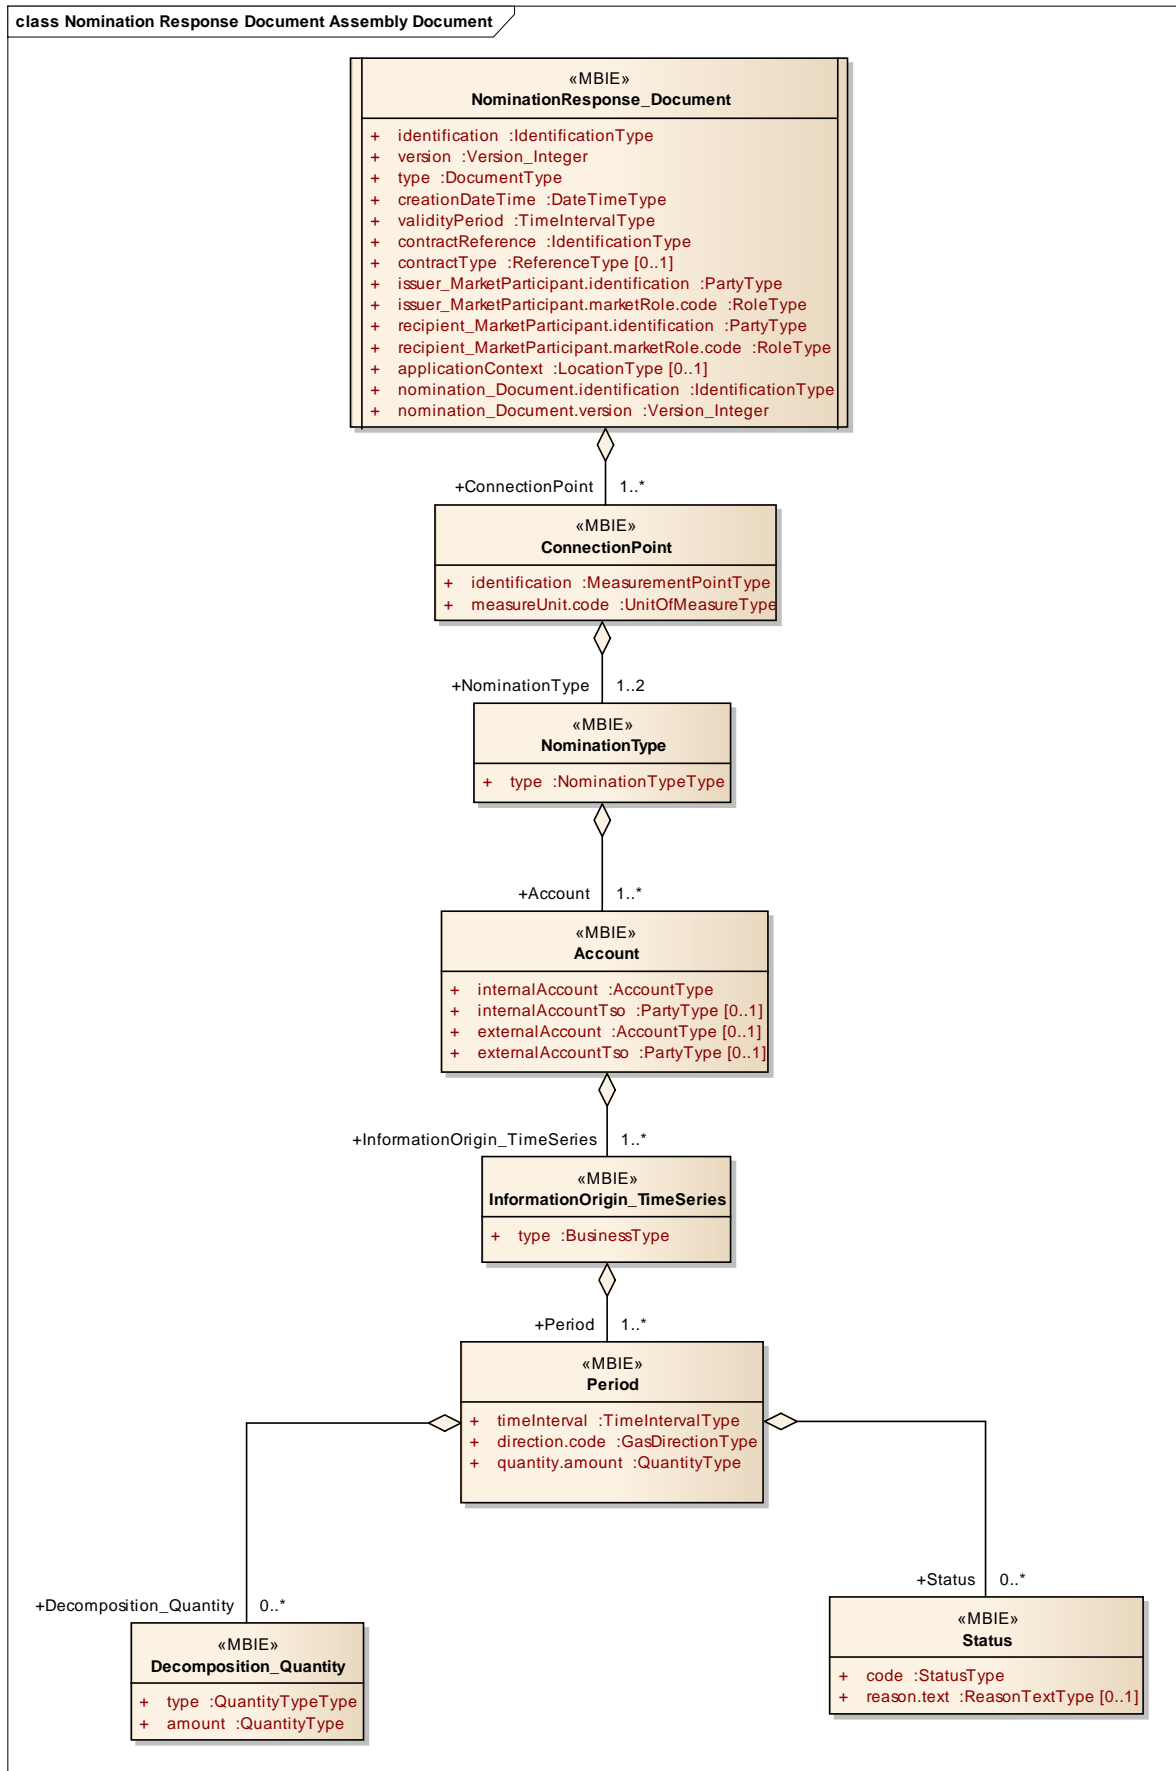 class Nomination Response Document Assembly Document
«MBIE»
NominationResponse_Document
+ identification :IdentificationType
+ version :Version_Integer
+ type :DocumentType
+ creationDateTime :DateTimeType
+ validityPeriod :TimeIntervalType
+ contractReference :IdentificationType
+ contractType :ReferenceType [0..1]
+ issuer_MarketParticipant.identification :PartyType
+ issuer_MarketParticipant.marketRole.code :RoleType
+ recipient_MarketParticipant.identification :PartyType
+ recipient_MarketParticipant.marketRole.code :RoleType
+ applicationContext :LocationType [0..1]
+ nomination_Document.identification :IdentificationType
+ nomination_Document.version :Version_Integer
+ConnectionPoint 1..*
«MBIE»
ConnectionPoint
+ identification :MeasurementPointType
+ measureUnit.code :UnitOfMeasureType
+NominationType 1..2
«MBIE»
NominationType
+ type :NominationTypeType
+Account 1..*
«MBIE»
Account
+ internalAccount :AccountType
+ internalAccountTso :PartyType [0..1]
+ externalAccount :AccountType [0..1]
+ externalAccountTso :PartyType [0..1]
+InformationOrigin_TimeSeries 1..*
«MBIE»
InformationOrigin_TimeSeries
+ type :BusinessType
+Period 1..*
«MBIE»
Period
+ timeInterval :TimeIntervalType
+ direction.code :GasDirectionType
+ quantity.amount :QuantityType
+Decomposition_Quantity 0..*
«MBIE»
Decomposition_Quantity
+ type :QuantityTypeType
+ amount :QuantityType
+Status 0..*
«MBIE»
Status
+ code :StatusType
+ reason.text :ReasonTextType [0..1]